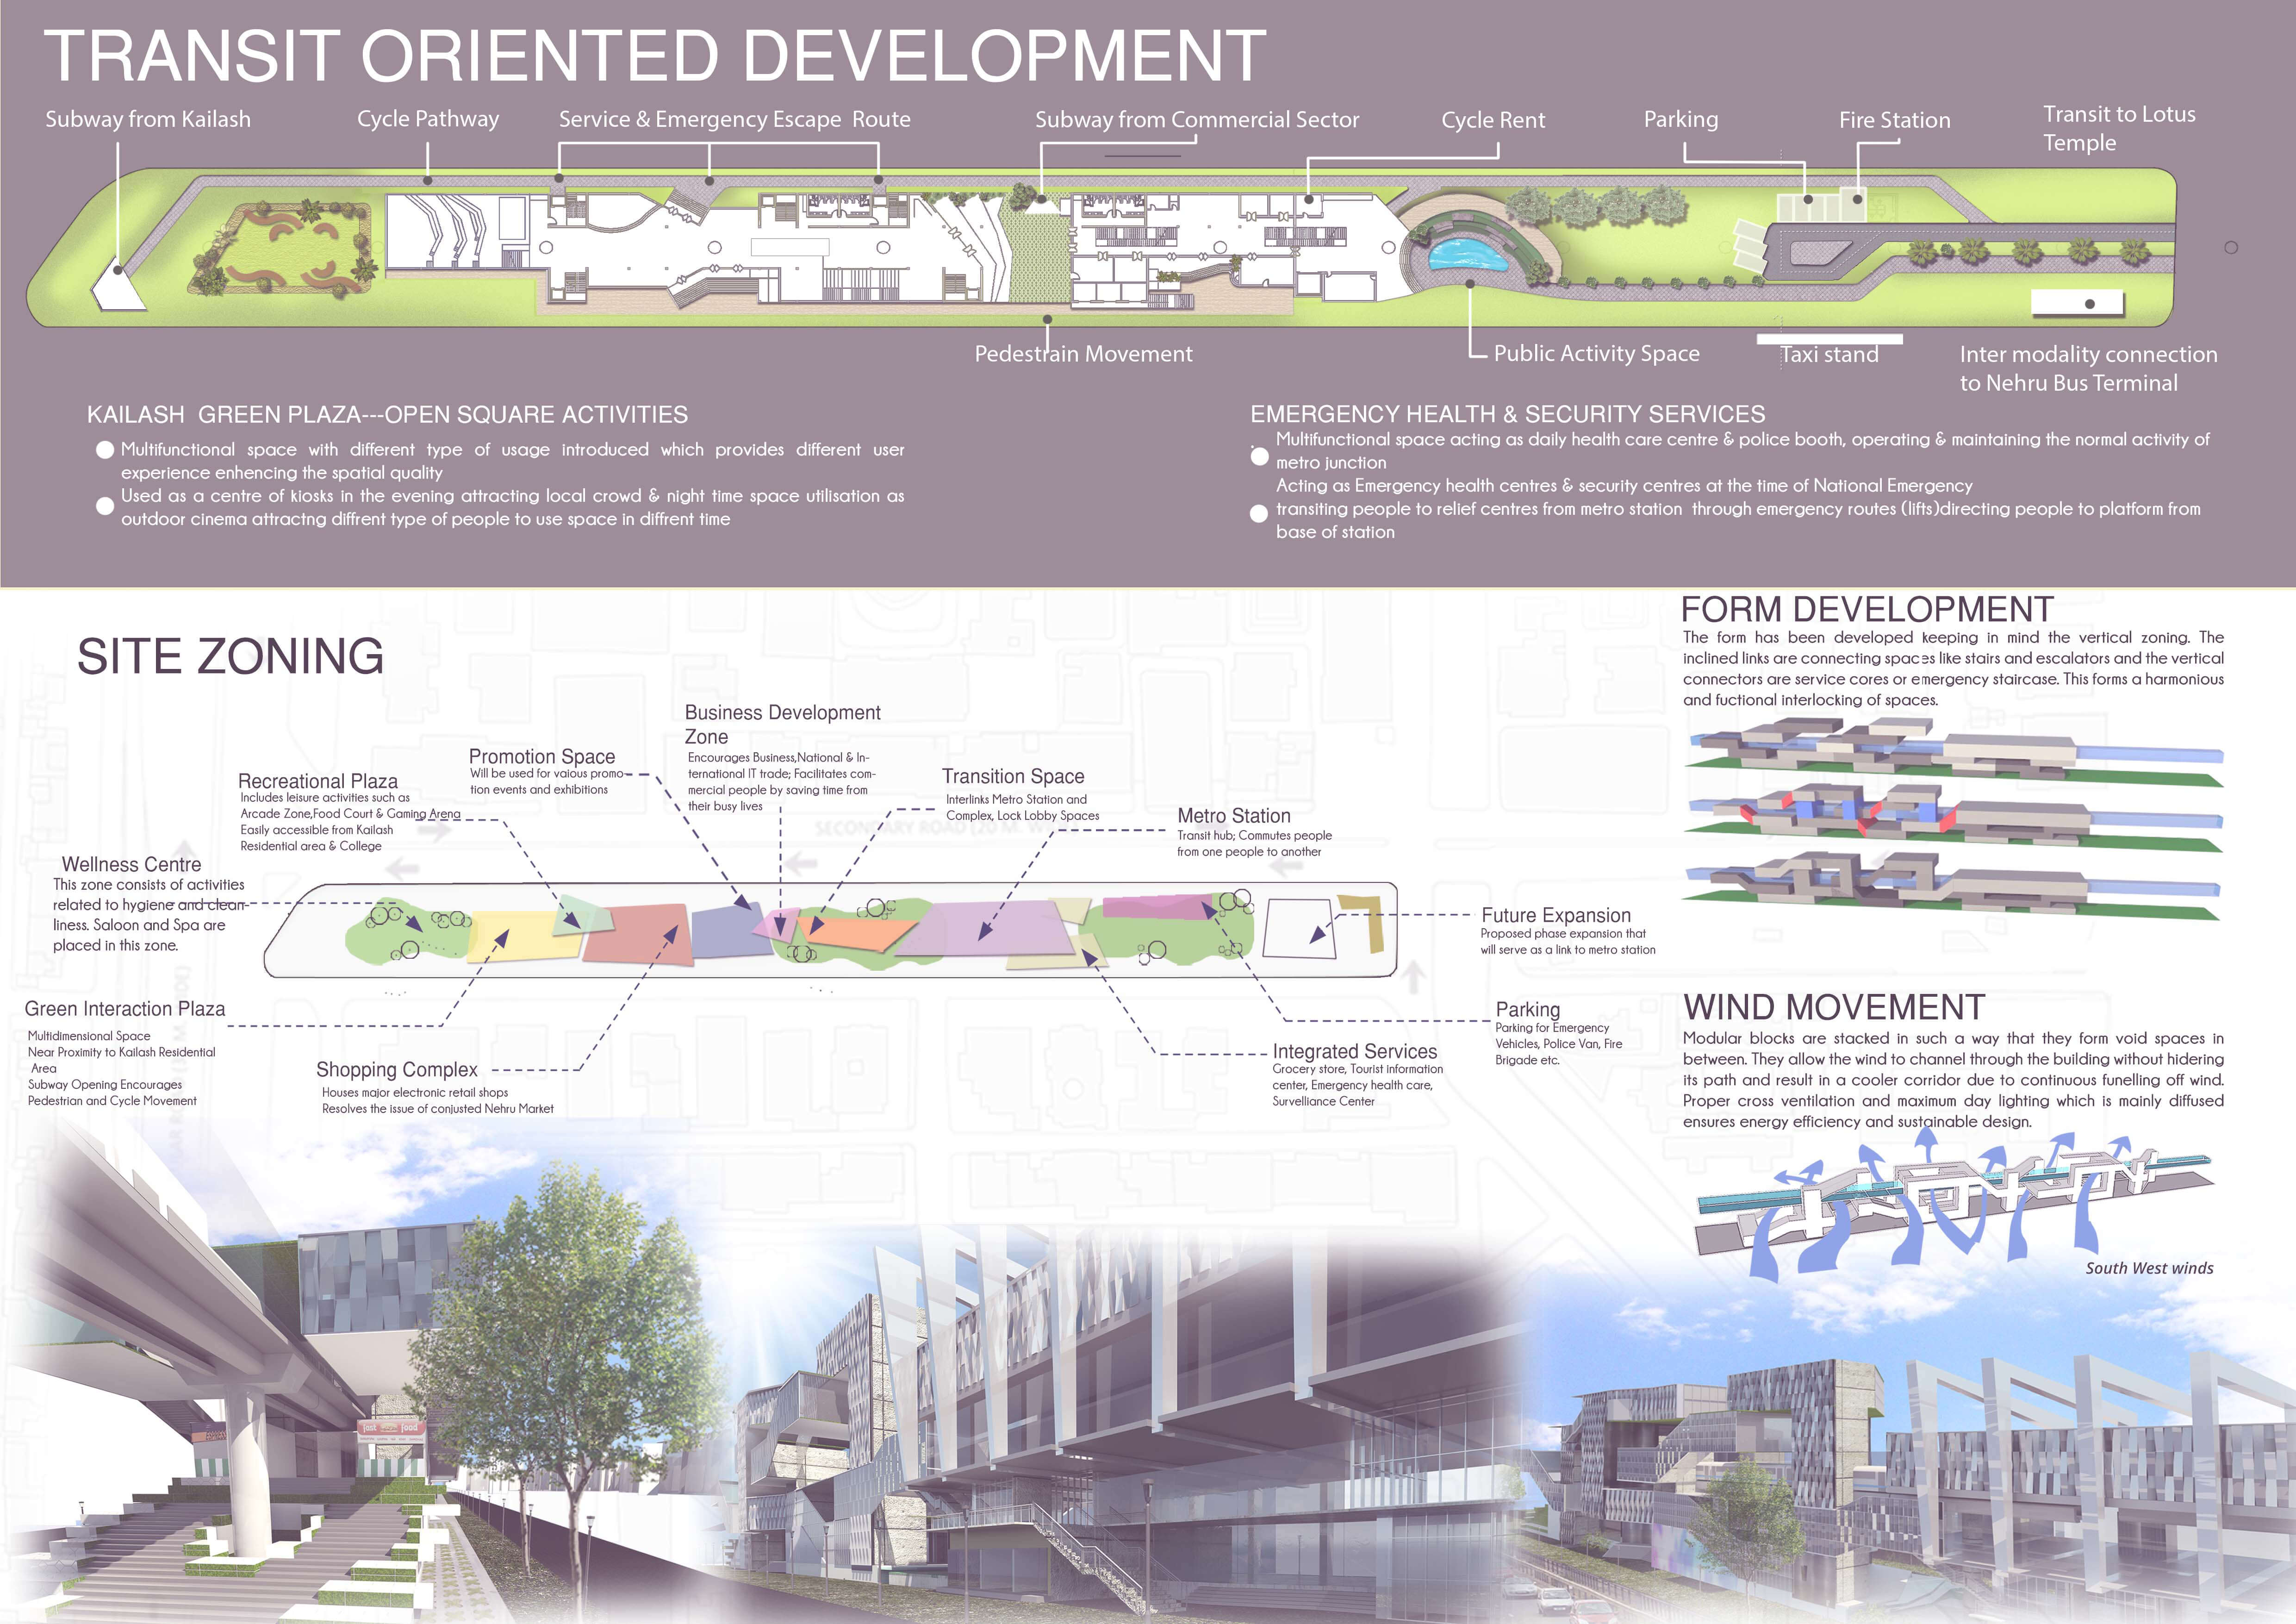 TRANSIT ORIENTED DEVELOPMENT
Subway from Kailash
Cycle Pathway
Service & Emergency Escape Route
Subway from Commercial Sector
Cycle Rent
Parking
Fire Station
Transit to Lotus
Temple
Pedestrain Movement
Public Activity Space
Taxi stand
Inter modality connection
to Nehru Bus Terminal
KAILASH GREEN PLAZA---OPEN SQUARE ACTIVITIES
Multifunctional space with different type of usage introduced which provides different user
experience enhencing the spatial quality
Used as a centre of kiosks in the evening attracting local crowd & night time space utilisation as
outdoor cinema attractng diffrent type of people to use space in diffrent time
EMERGENCY HEALTH & SECURITY SERVICES
Multifunctional space acting as daily health care centre & police booth, operating & maintaining the normal activity of
metro junction
Acting as Emergency health centres & security centres at the time of National Emergency
transiting people to relief centres from metro station through emergency routes (lifts)directing people to platform from
base of station
SITE ZONING
Business Development
Zone
Encourages Business,National & In-
ternational IT trade; Facilitates com-
mercial people by saving time from
their busy lives
Promotion Space
Will be used for vaious promo-
tion events and exhibitions
Recreational Plaza
Includes leisure activities such as
Arcade Zone,Food Court & Gaming Arena
Easily accessible from Kailash
Residential area & College
Transition Space
Interlinks Metro Station and
Complex, Lock Lobby Spaces
Metro Station
Transit hub; Commutes people
from one people to another
SECONDARY ROAD (20 M. W
Wellness Centre
This zone consists of activities
related to hygiene and clean-
liness. Saloon and Spa are
placed in this zone.
Future Expansion
Proposed phase expansion that
will serve as a link to metro station
Green Interaction Plaza
Multidimensional Space
Near Proximity to Kailash Residential
Area
Subway Opening Encourages
Pedestrian and Cycle Movement
Shopping Complex
Houses major electronic retail shops
Resolves the issue of conjusted Nehru Market
Integrated Services
Grocery store, Tourist information
center, Emergency health care,
Survelliance Center
Parking
Parking for Emergency
Vehicles, Police Van, Fire
Brigade etc.
FORM DEVELOPMENT
The form has been developed keeping in mind the vertical zoning. The
inclined links are connecting spaces like stairs and escalators and the vertical
connectors are service cores or emergency staircase. This forms a harmonious
and fuctional interlocking of spaces.
WIND MOVEMENT
Modular blocks are stacked in such a way that they form void spaces in
between. They allow the wind to channel through the building without hidering
its path and result in a cooler corridor due to continuous funelling off wind.
Proper cross ventilation and maximum day lighting which is mainly diffused
ensures energy efficiency and sustainable design.
South West winds
fast food